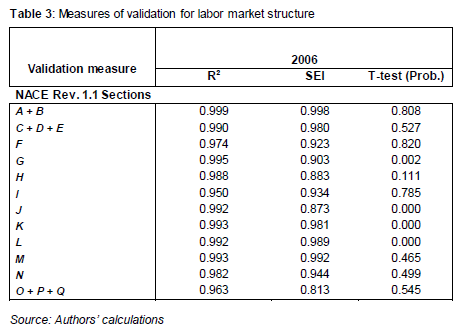 Table 3: Measures of validation for labor market structure
Validation measure
2006
R² SEI T-test (Prob.)
NACE Rev. 1.1 Sections
A + B 0.999 0.998 0.808
C + D + E 0.990 0.980 0.527
F 0.974 0.923 0.820
G 0.995 0.903 0.002
H 0.988 0.883 0.111
I 0.950 0.934 0.785
J 0.992 0.873 0.000
K 0.993 0.981 0.000
L 0.992 0.989 0.000
M 0.993 0.992 0.465
N 0.982 0.944 0.499
O + P + Q 0.963 0.813 0.545
Source: Authors' calculations